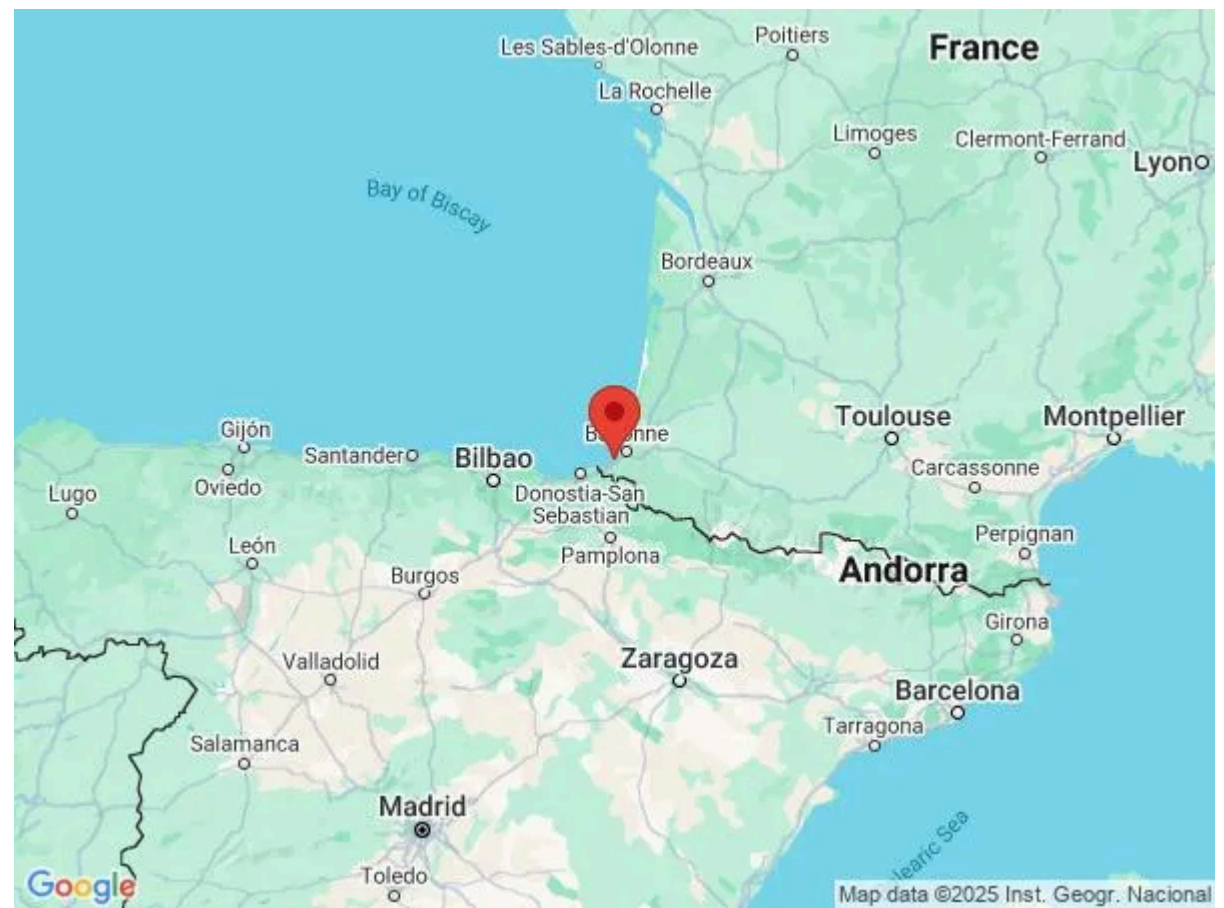 Les Sables-d'Olonne
Poitiers
France
La Rochelle
Limoges
Clermont-Ferrand
Lyon
Bay of Biscay
Bordeaux
Toulouse
Montpellier
Gijón
Santander
Bilbao
Carcassonne
Oviedo
Lugo
Donostia-San
Sebastian
Perpignan
León
Pamplona
Andorra
Burgos
Girona
Valladolid
Zaragoza
Barcelona
Tarragona
Salamanca
Madrid
Sea
Toledo
Google
Map data ©2025 Inst. Geogr. Nacional